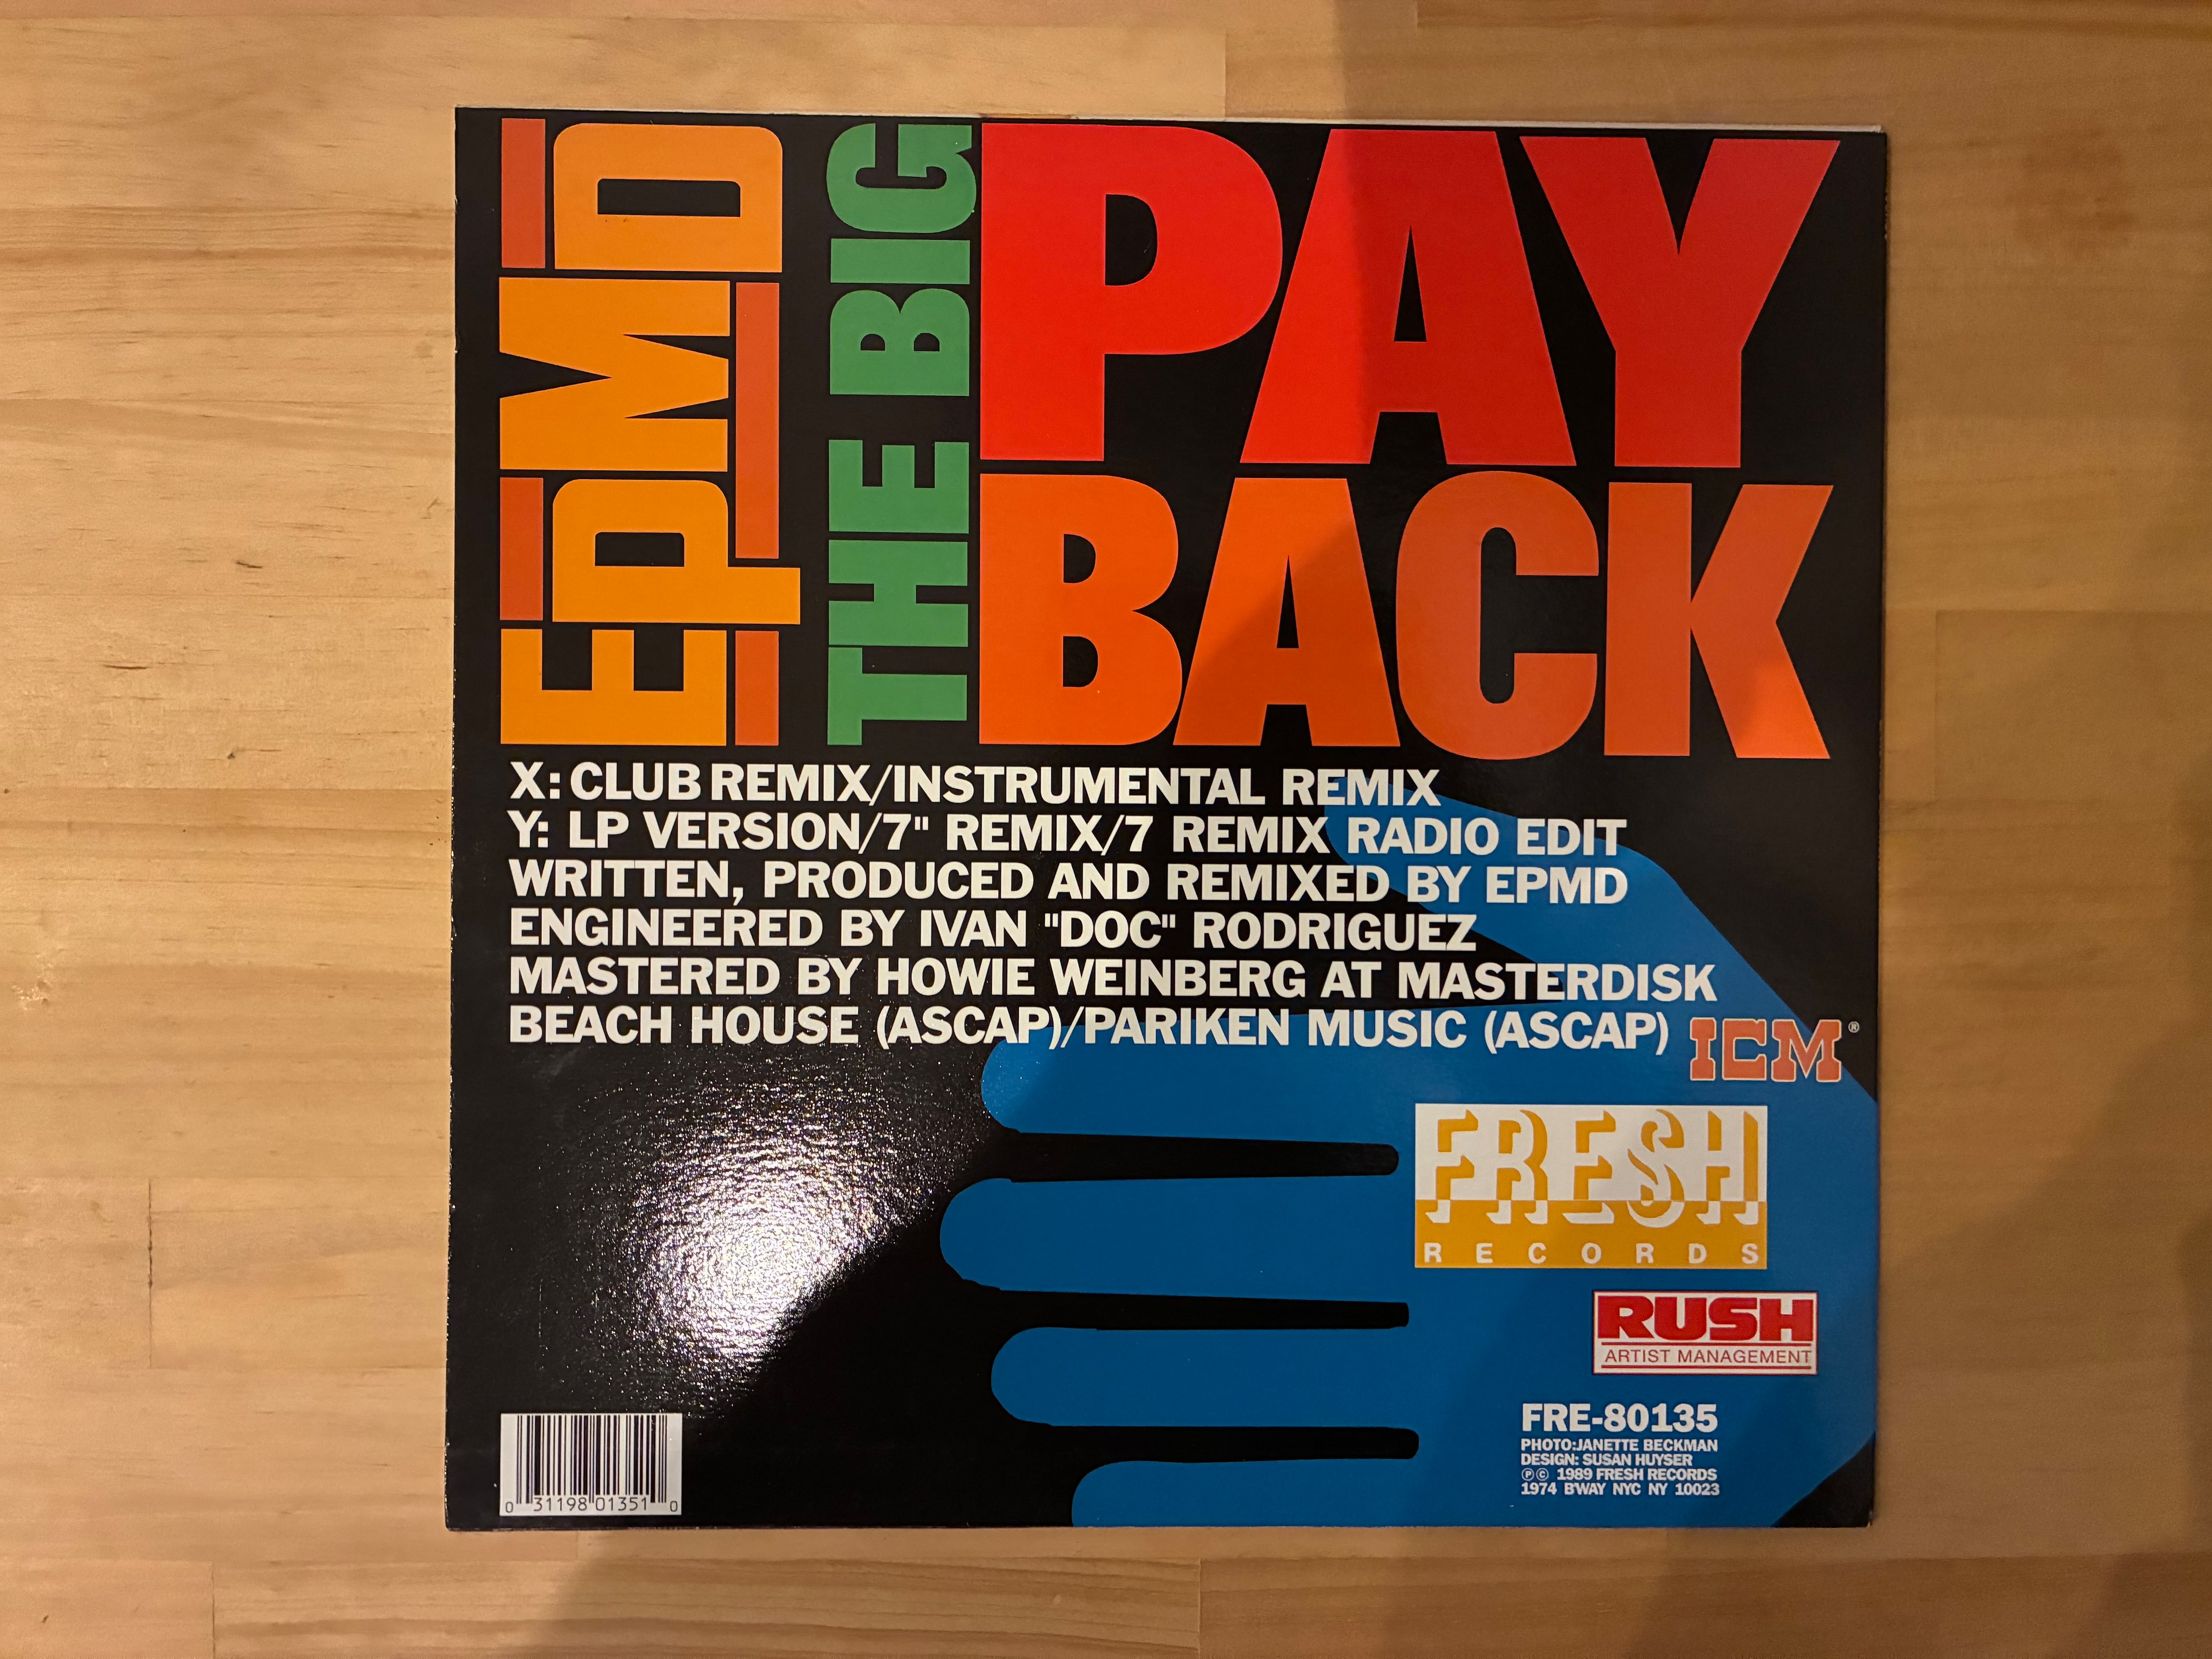 EPMD
THE BIG
PAY
BACK
X: CLUB REMIX/INSTRUMENTAL REMIX
Y: LP VERSION/7" REMIX/7 REMIX RADIO EDIT
WRITTEN, PRODUCED AND REMIXED BY EPMD
ENGINEERED BY IVAN "DOC" RODRIGUEZ
MASTERED BY HOWIE WEINBERG AT MASTERDISK
BEACH HOUSE (ASCAP)/PARIKEN MUSIC (ASCAP)
ICM®
FRESH
RECORDS
RUSH
ARTIST MANAGEMENT
FRE-80135
PHOTO:JANETTE BECKMAN
DESIGN: SUSAN HUYSER
℗© 1989 FRESH RECORDS
1974 B'WAY NYC NY 10023
0 31198 01351 0